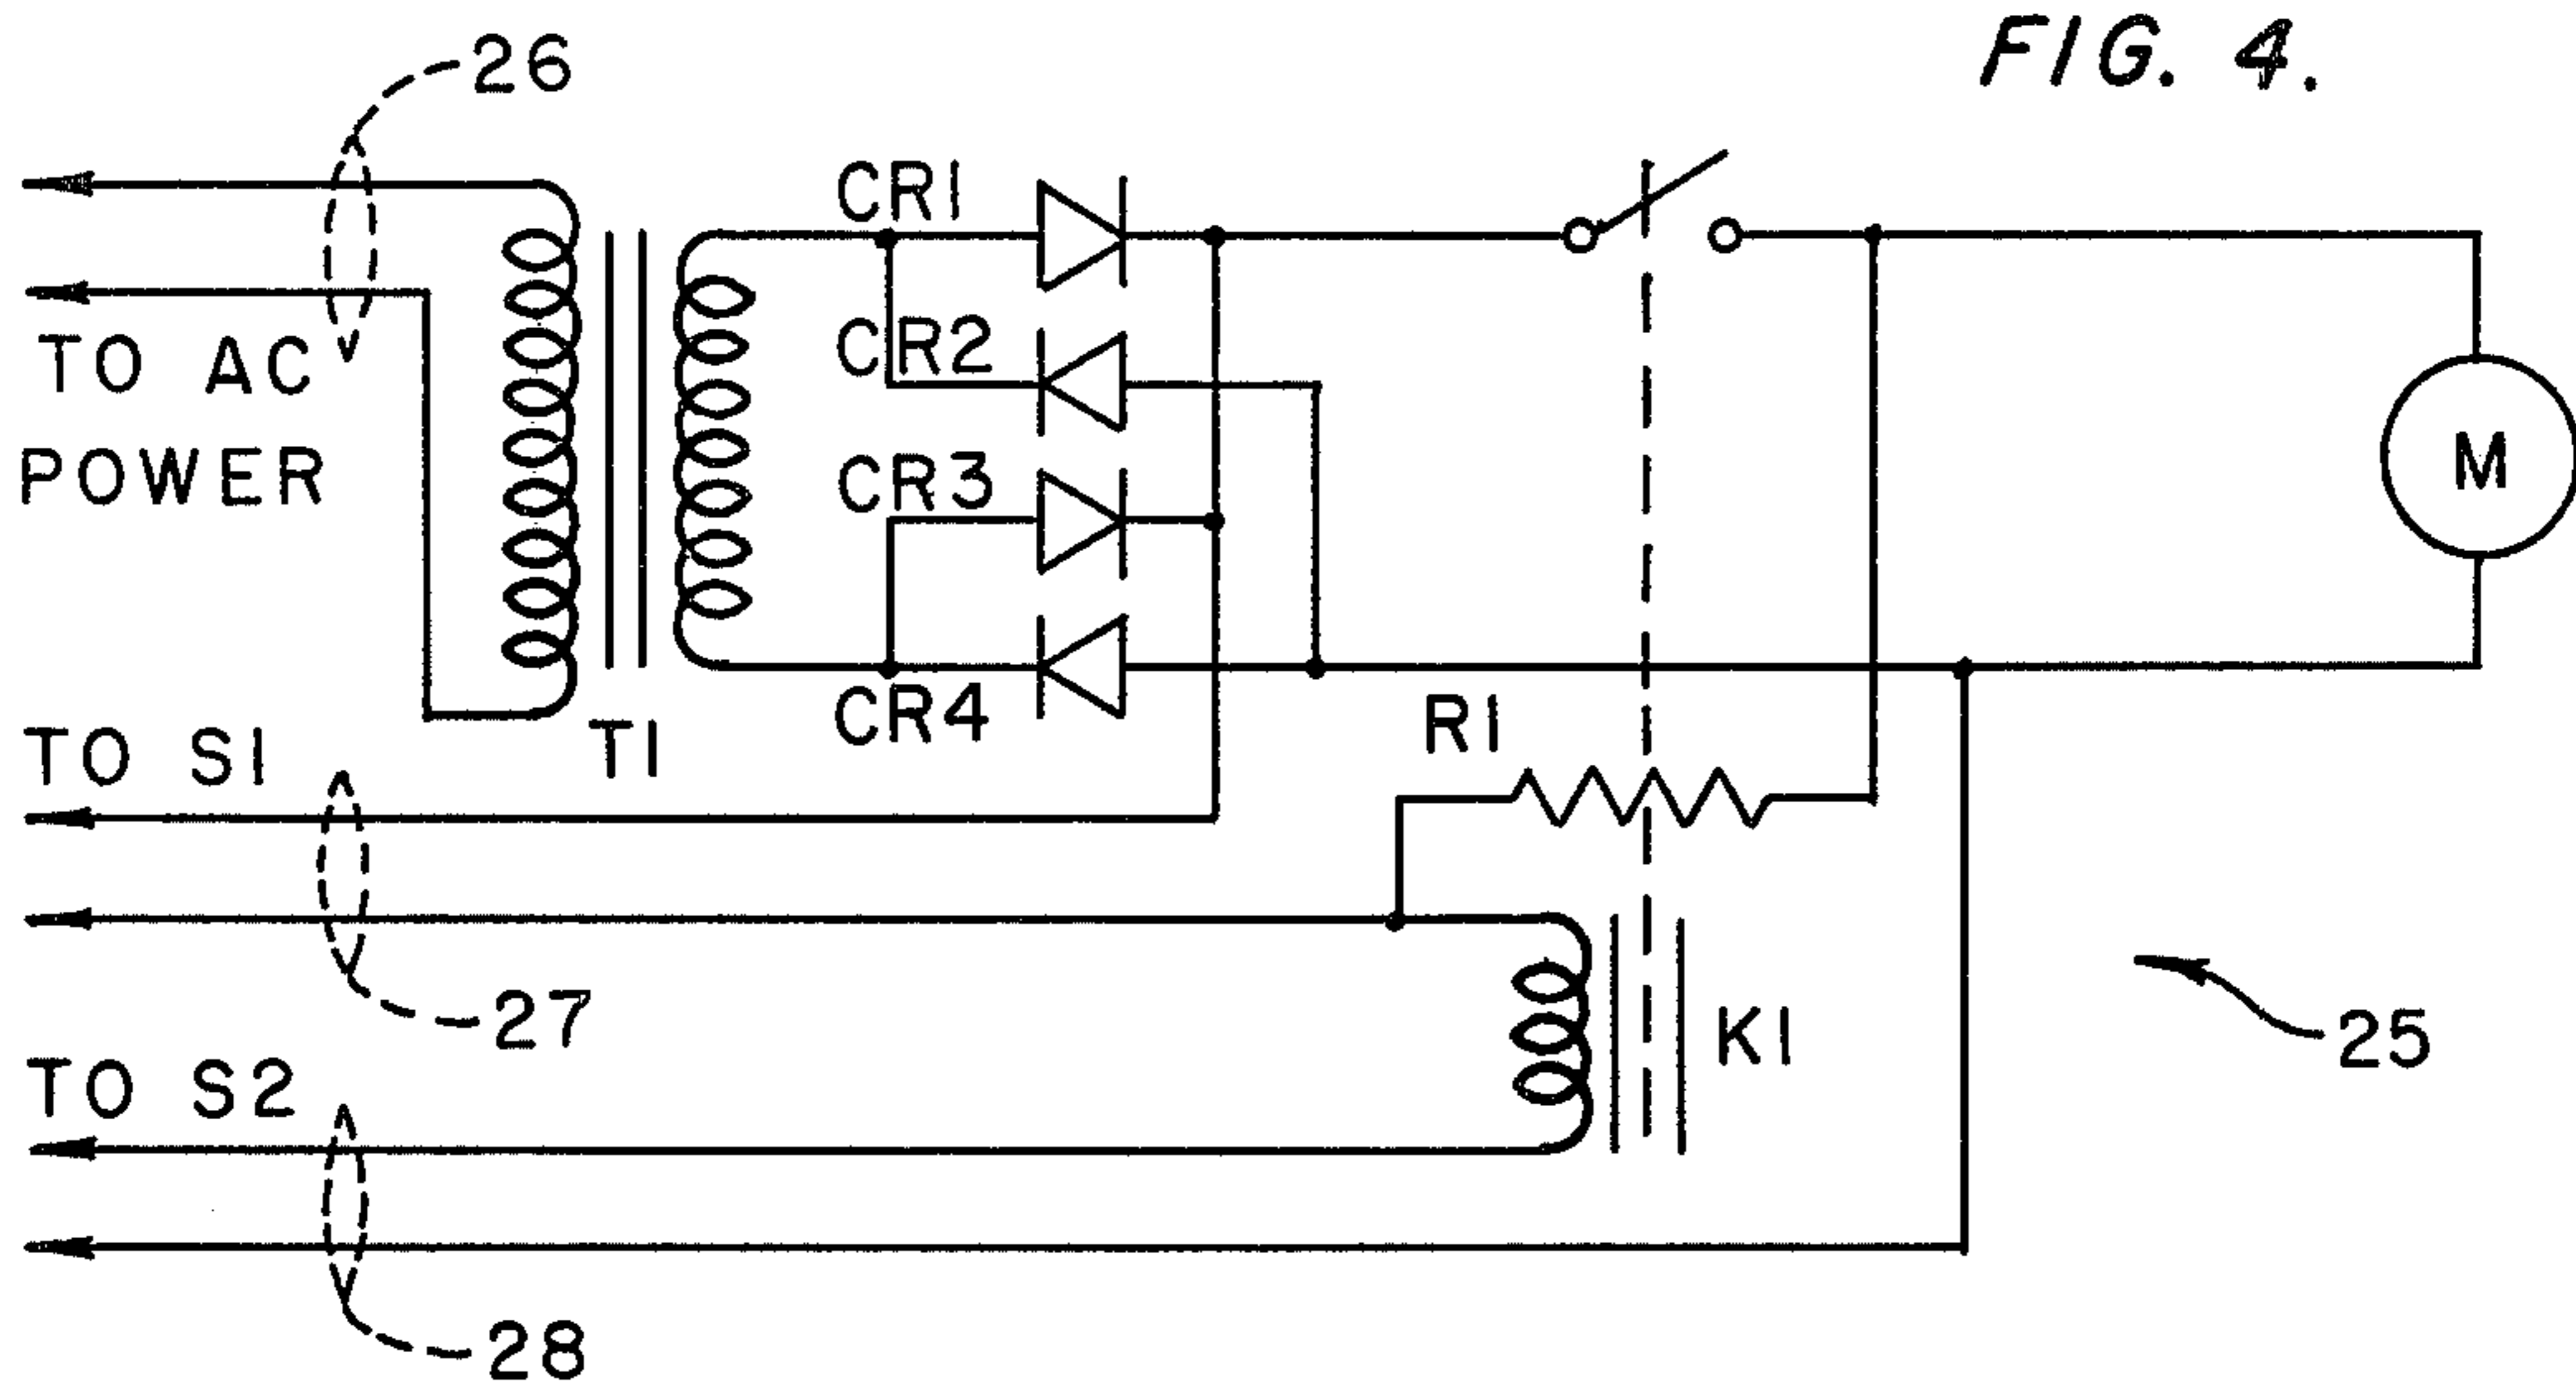 FIG. 4.
26
CR1
TO AC
POWER
CR2
CR3
M
CR4
R1
T1
TO S1
27
K1
25
TO S2
28